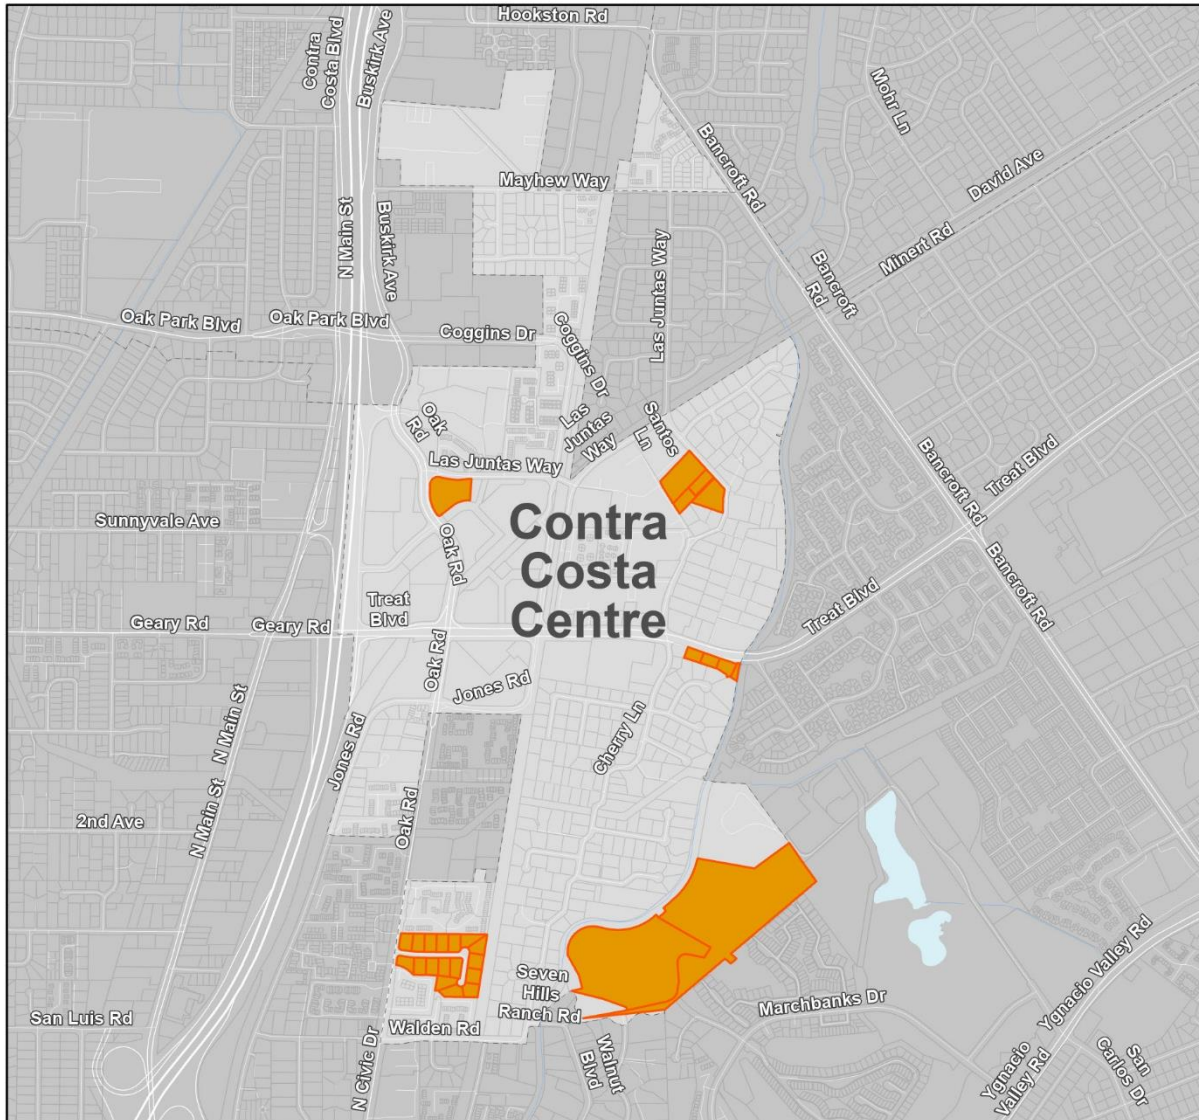 Hookston Rd
Contra
Costa Blvd
Buskirk Ave
Mohr Ln
Bancroft Rd
David Ave
Mayhew Way
N Main St
Buskirk Ave
Las Juntas Way
Minert Rd
Bancroft
Rd
Oak Park Blvd
Oak Park Blvd
Coggins Dr
Coggins Dr
Oak
Rd
Las
Juntas
Way
Santos
Ln
Las Juntas Way
Bancroft Rd
Treat Blvd
Sunnyvale Ave
Oak Rd
Contra
Costa
Centre
Bancroft Rd
Treat
Blvd
Treat Blvd
Geary Rd
Geary Rd
Oak Rd
Jones Rd
N Main St
Cherry Ln
Jones Rd
2nd Ave
N Main St
Oak Rd
Seven
Hills
Ranch Rd
Marchbanks Dr
Ygnacio Valley Rd
San Luis Rd
Walden Rd
N Civic Dr
Walnut
Blvd
Ygnacio
Valley Rd
San
Carlos Dr